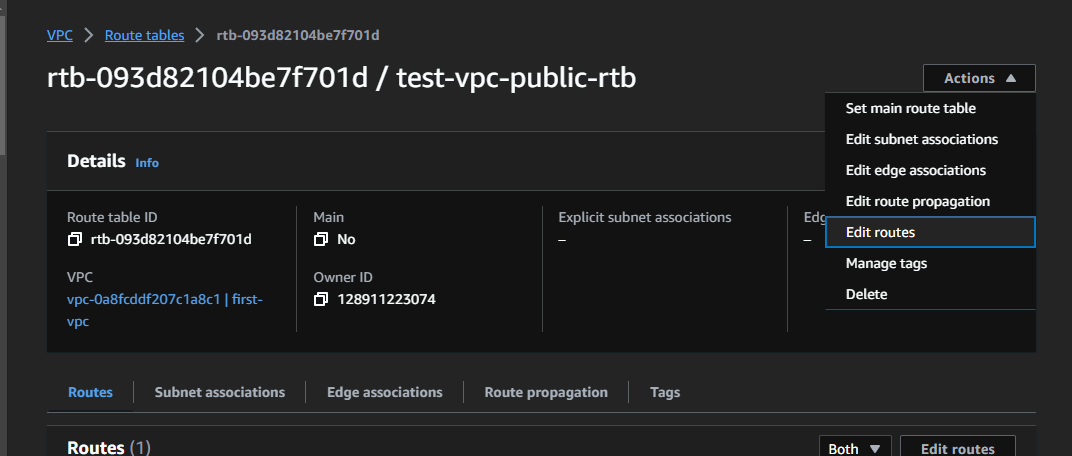 VPC > Route tables > rtb-093d82104be7f701d
rtb-093d82104be7f701d / test-vpc-public-rtb
Actions
Set main route table
Edit subnet associations
Edit edge associations
Edit route propagation
Edit routes
Manage tags
Delete
Details Info
Route table ID
rtb-093d82104be7f701d
Main
No
Explicit subnet associations
–
Edg
–
VPC
vpc-0a8fcddf207c1a8c1 | first-
vpc
Owner ID
128911223074
Routes Subnet associations Edge associations Route propagation Tags
Routes (1) Both Edit routes